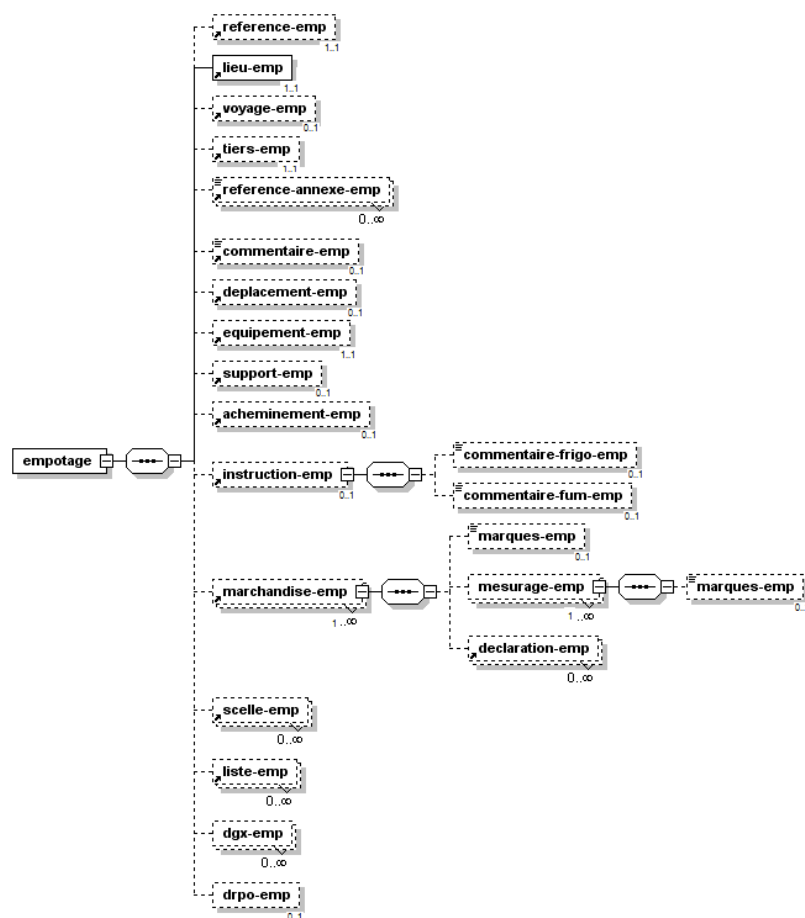 reference-emp
1..1
lieu-emp
1..1
voyage-emp
0..1
tiers-emp
1..1
reference-annexe-emp
0..∞
commentaire-emp
0..1
deplacement-emp
0..1
equipement-emp
1..1
support-emp
0..1
acheminement-emp
0..1
empotage
instruction-emp
0..1
commentaire-frigo-emp
0..1
commentaire-fum-emp
0..1
marchandise-emp
1..∞
marques-emp
0..1
mesurage-emp
1..∞
marques-emp
0..
declaration-emp
0..∞
scelle-emp
0..∞
liste-emp
0..∞
dgx-emp
0..∞
drpo-emp
0..1